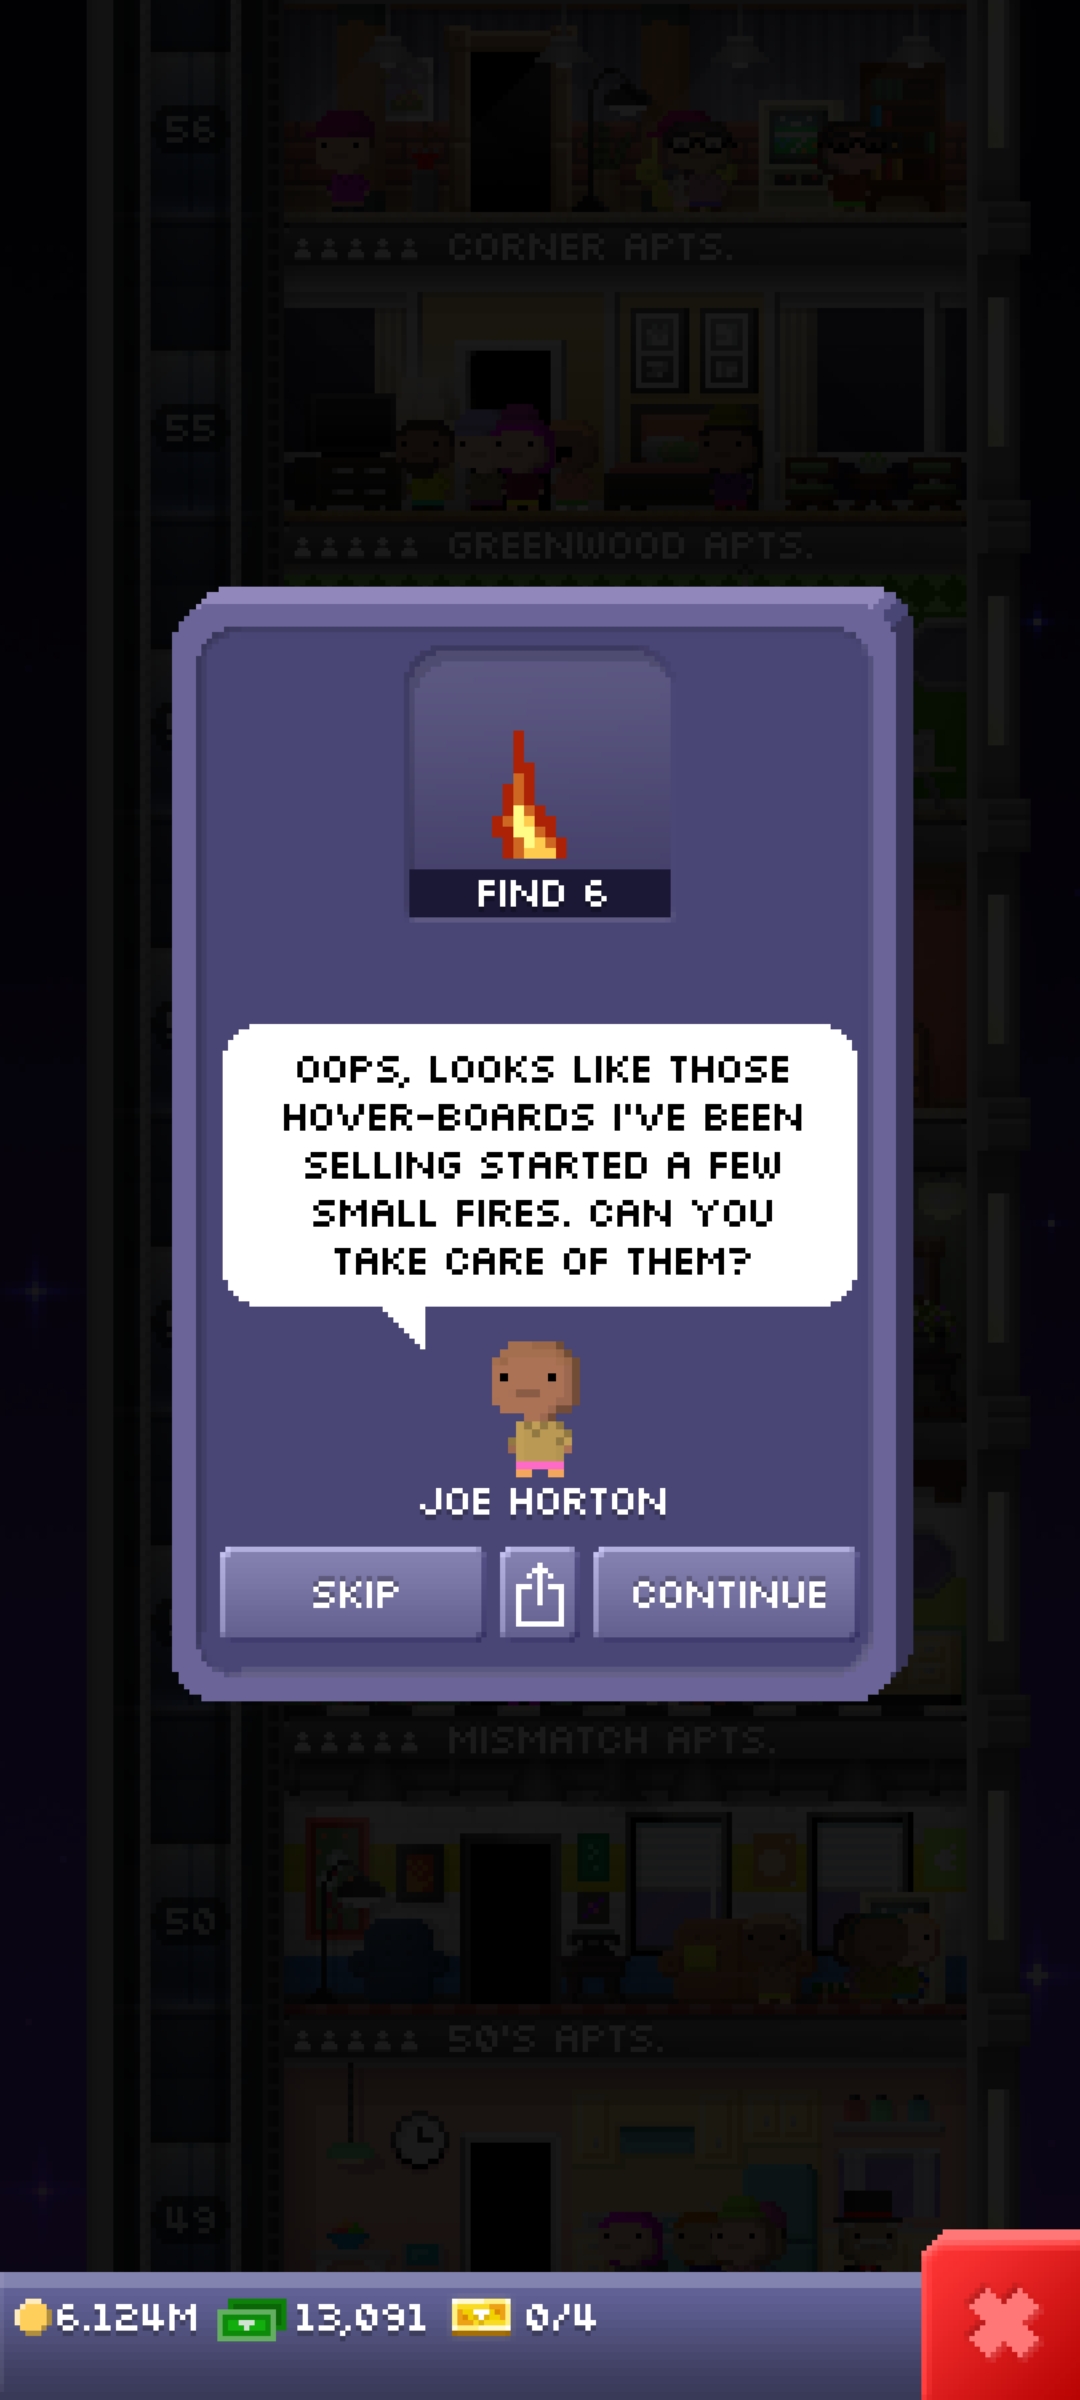 56
CORNER APTS.
55
GREENWOOD APTS.
FIND 6
OOPS, LOOKS LIKE THOSE
HOVER-BOARDS I'VE BEEN
SELLING STARTED A FEW
SMALL FIRES. CAN YOU
TAKE CARE OF THEM?
JOE HORTON
SKIP
CONTINUE
MISMATCH APTS.
50
50'S APTS.
49
6.124M 13,091 0/4